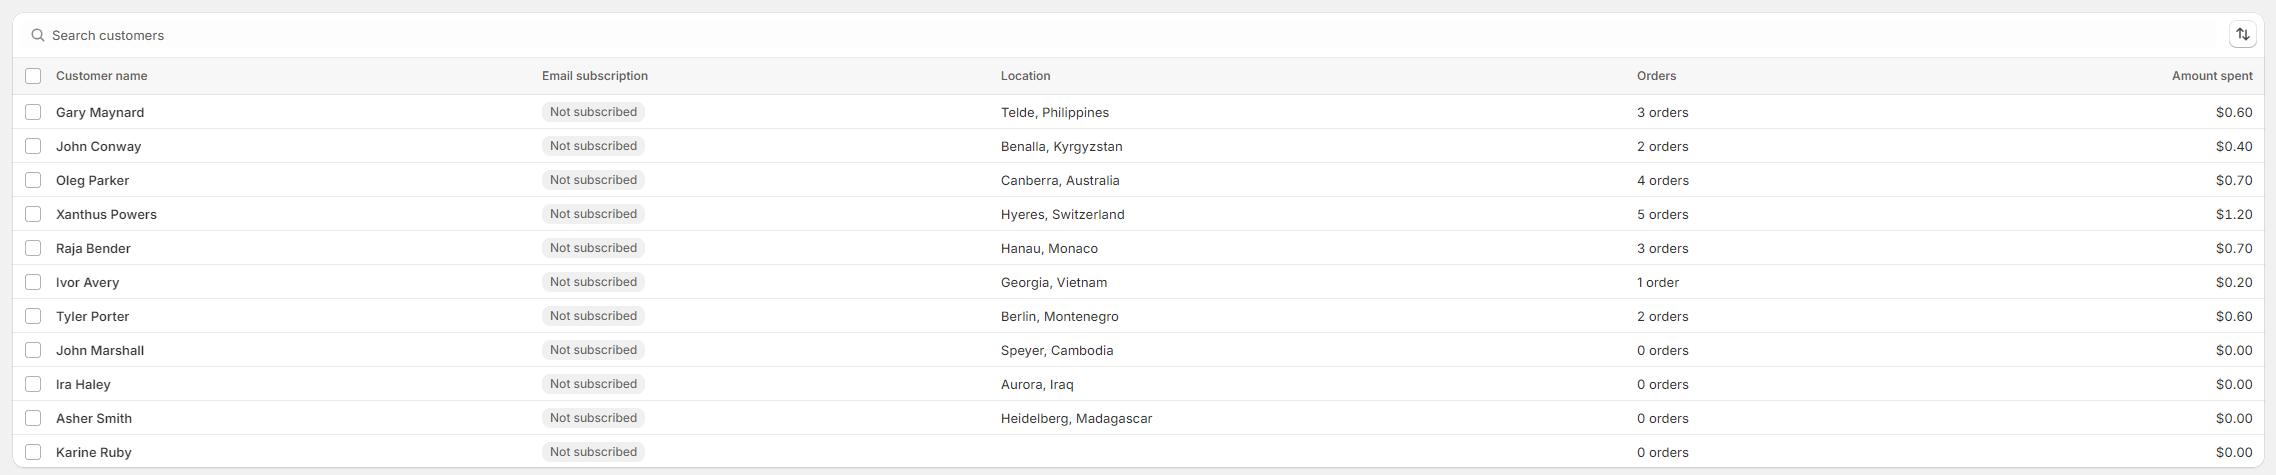 Search customers
Customer name Email subscription Location Orders Amount spent
Gary Maynard Not subscribed Telde, Philippines 3 orders $0.60
John Conway Not subscribed Benalla, Kyrgyzstan 2 orders $0.40
Oleg Parker Not subscribed Canberra, Australia 4 orders $0.70
Xanthus Powers Not subscribed Hyeres, Switzerland 5 orders $1.20
Raja Bender Not subscribed Hanau, Monaco 3 orders $0.70
Ivor Avery Not subscribed Georgia, Vietnam 1 order $0.20
Tyler Porter Not subscribed Berlin, Montenegro 2 orders $0.60
John Marshall Not subscribed Speyer, Cambodia 0 orders $0.00
Ira Haley Not subscribed Aurora, Iraq 0 orders $0.00
Asher Smith Not subscribed Heidelberg, Madagascar 0 orders $0.00
Karine Ruby Not subscribed 0 orders $0.00